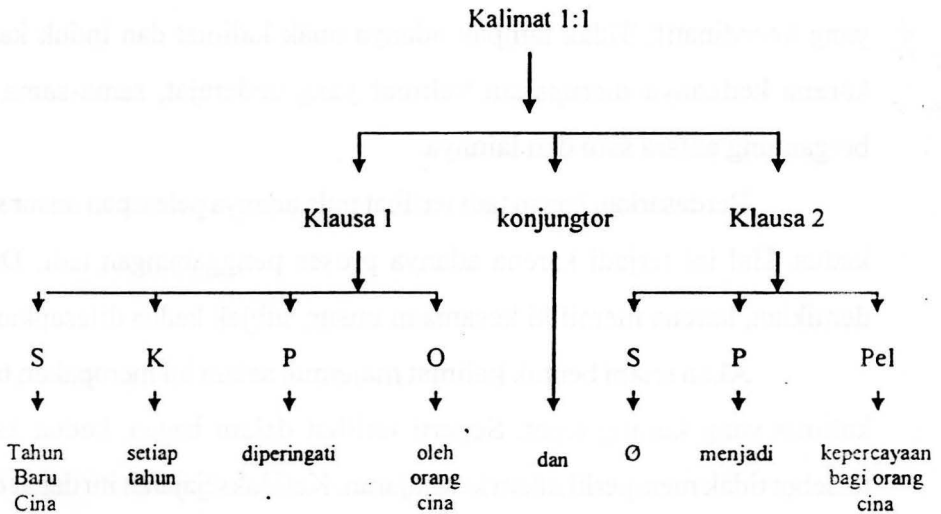 Kalimat 1:1
Klausa 1 konjungtor Klausa 2
S K P O S P Pel
Tahun setiap diperingati oleh dan Ø menjadi kepercayaan
Baru tahun orang bagi orang
Cina cina cina